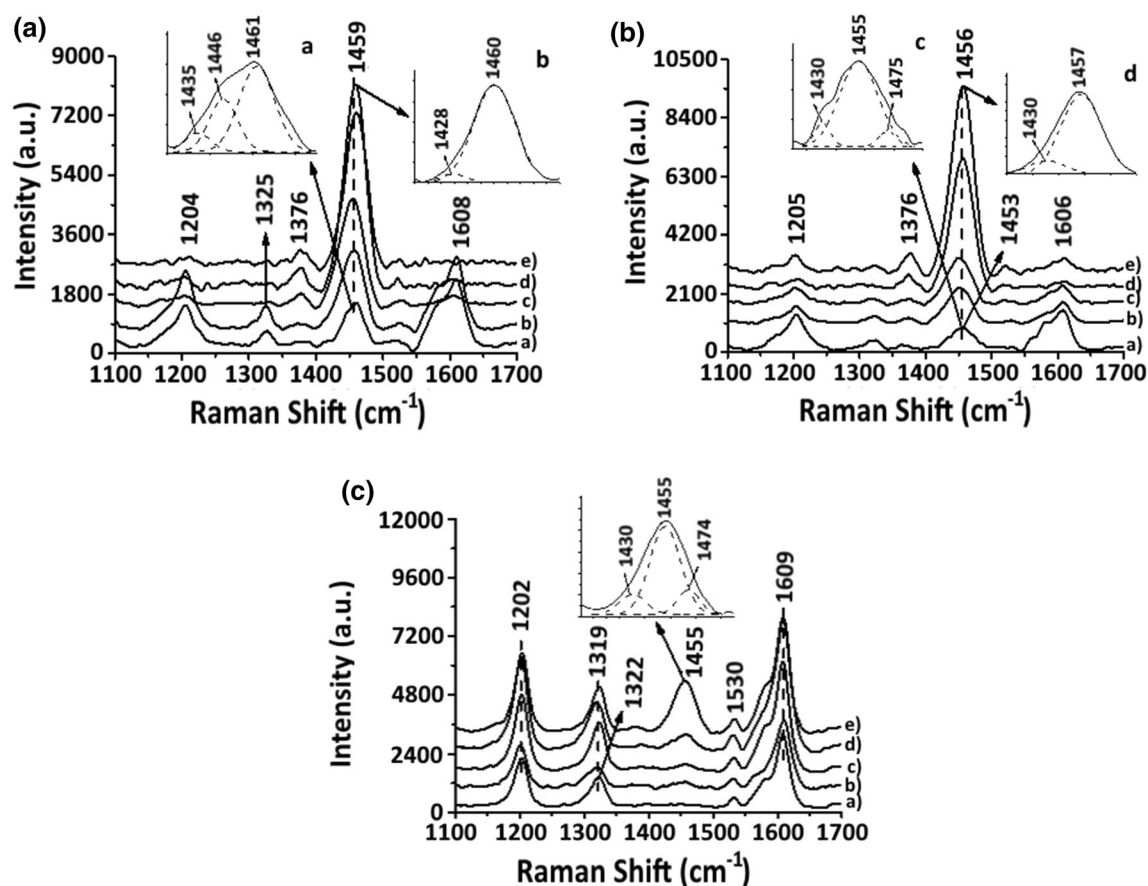 (a)
Intensity (a.u.)
9000
7200
5400
3600
1800
0
1204
1325
1376
1459
1608
a
1435
1446
1461
b
1428
1460
e)
d)
c)
b)
a)
1100 1200 1300 1400 1500 1600 1700
Raman Shift (cm⁻¹)
(b)
Intensity (a.u.)
10500
8400
6300
4200
2100
0
1205
1376
1456
1453
1606
c
1430
1455
1475
d
1430
1457
e)
d)
c)
b)
a)
1100 1200 1300 1400 1500 1600 1700
Raman Shift (cm⁻¹)
(c)
Intensity (a.u.)
12000
9600
7200
4800
2400
0
1202
1319
1322
1455
1530
1609
1430
1455
1474
e)
d)
c)
b)
a)
1100 1200 1300 1400 1500 1600 1700
Raman Shift (cm⁻¹)